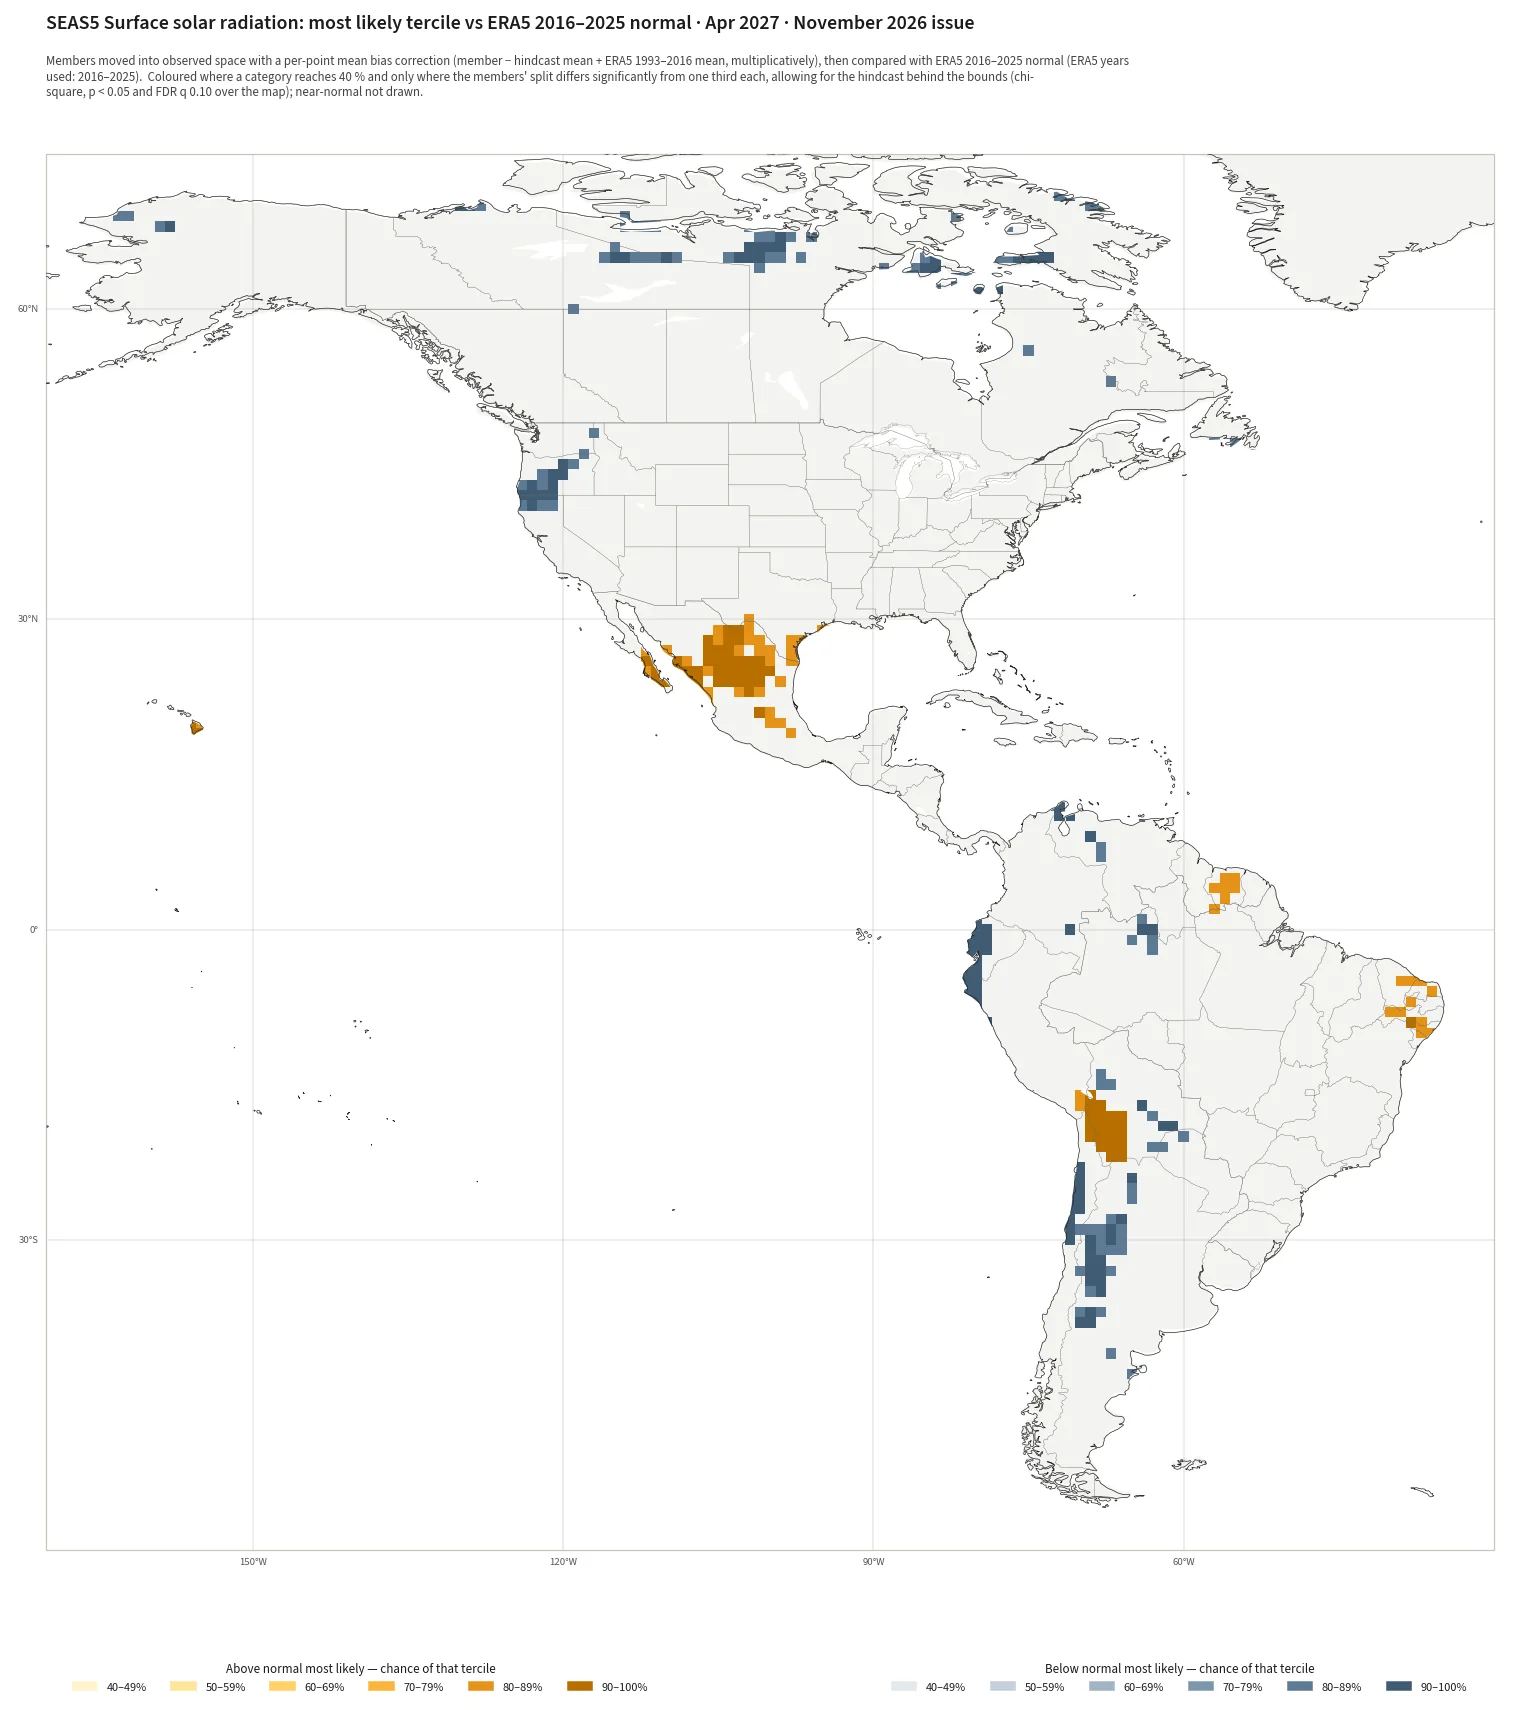 SEAS5 Surface solar radiation: most likely tercile vs ERA5 2016–2025 normal · Apr 2027 · November 2026 issue
Members moved into observed space with a per-point mean bias correction (member − hindcast mean + ERA5 1993–2016 mean, multiplicatively), then compared with ERA5 2016–2025 normal (ERA5 years
used: 2016–2025).  Coloured where a category reaches 40 % and only where the members' split differs significantly from one third each, allowing for the hindcast behind the bounds (chi-
square, p < 0.05 and FDR q 0.10 over the map); near-normal not drawn.
60°N
30°N
0°
30°S
150°W 120°W 90°W 60°W
Above normal most likely — chance of that tercile
40–49% 50–59% 60–69% 70–79% 80–89% 90–100%
Below normal most likely — chance of that tercile
40–49% 50–59% 60–69% 70–79% 80–89% 90–100%